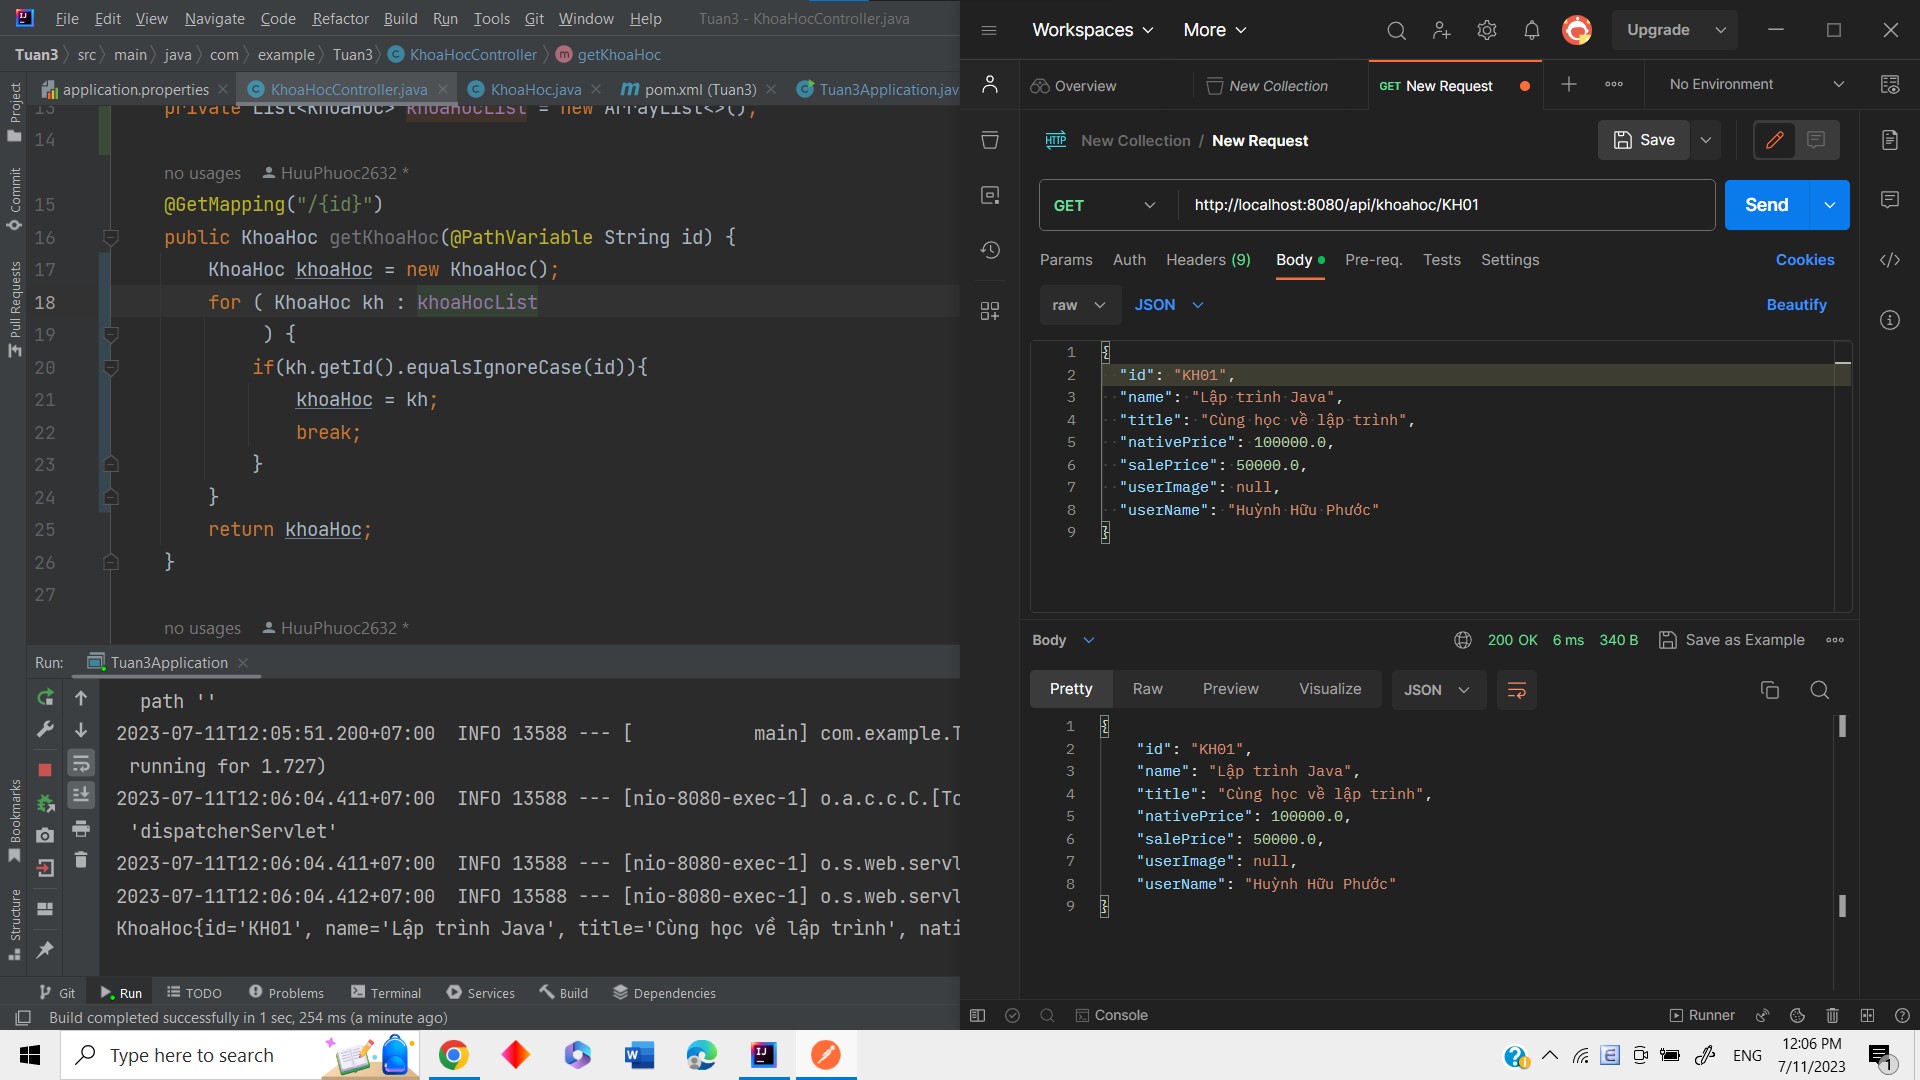 File Edit View Navigate Code Refactor Build Run Tools Git Window Help Tuan3 - KhoaHocController.java
Tuan3 src main java com example Tuan3 KhoaHocController getKhoaHoc
application.properties KhoaHocController.java KhoaHoc.java pom.xml (Tuan3) Tuan3Application.jav
Project
Commit
Pull Requests
Bookmarks
Structure
13 private List<KhoaHoc> khoaHocList = new ArrayList<>();
14
no usages HuuPhuoc2632 *
15 @GetMapping("/{id}")
16 public KhoaHoc getKhoaHoc(@PathVariable String id) {
17 KhoaHoc khoaHoc = new KhoaHoc();
18 for ( KhoaHoc kh : khoaHocList
19 ) {
20 if(kh.getId().equalsIgnoreCase(id)){
21 khoaHoc = kh;
22 break;
23 }
24 }
25 return khoaHoc;
26 }
27
no usages HuuPhuoc2632 *
Run: Tuan3Application
path ''
2023-07-11T12:05:51.200+07:00 INFO 13588 --- [ main] com.example.T
running for 1.727)
2023-07-11T12:06:04.411+07:00 INFO 13588 --- [nio-8080-exec-1] o.a.c.c.C.[To
'dispatcherServlet'
2023-07-11T12:06:04.411+07:00 INFO 13588 --- [nio-8080-exec-1] o.s.web.servl
2023-07-11T12:06:04.412+07:00 INFO 13588 --- [nio-8080-exec-1] o.s.web.servl
KhoaHoc{id='KH01', name='Lập trình Java', title='Cùng học về lập trình', nati
Git Run TODO Problems Terminal Services Build Dependencies
Build completed successfully in 1 sec, 254 ms (a minute ago)
Workspaces More Upgrade
Overview New Collection GET New Request No Environment
HTTP New Collection / New Request Save
GET http://localhost:8080/api/khoahoc/KH01 Send
Params Auth Headers (9) Body Pre-req. Tests Settings Cookies
raw JSON Beautify
1 {
2 "id": "KH01",
3 "name": "Lập trình Java",
4 "title": "Cùng học về lập trình",
5 "nativePrice": 100000.0,
6 "salePrice": 50000.0,
7 "userImage": null,
8 "userName": "Huỳnh Hữu Phước"
9 }
Body 200 OK 6 ms 340 B Save as Example
Pretty Raw Preview Visualize JSON
1 {
2 "id": "KH01",
3 "name": "Lập trình Java",
4 "title": "Cùng học về lập trình",
5 "nativePrice": 100000.0,
6 "salePrice": 50000.0,
7 "userImage": null,
8 "userName": "Huỳnh Hữu Phước"
9 }
Console Runner
Type here to search ENG 12:06 PM
7/11/2023 1